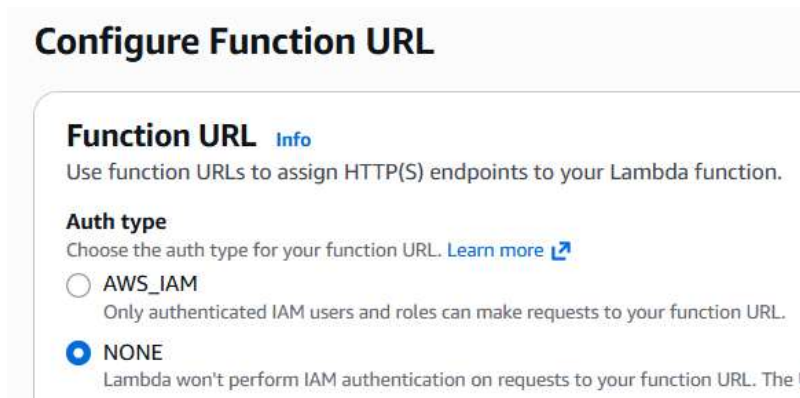 Configure Function URL
Function URL Info
Use function URLs to assign HTTP(S) endpoints to your Lambda function.
Auth type
Choose the auth type for your function URL. Learn more
AWS_IAM
Only authenticated IAM users and roles can make requests to your function URL.
NONE
Lambda won't perform IAM authentication on requests to your function URL. The